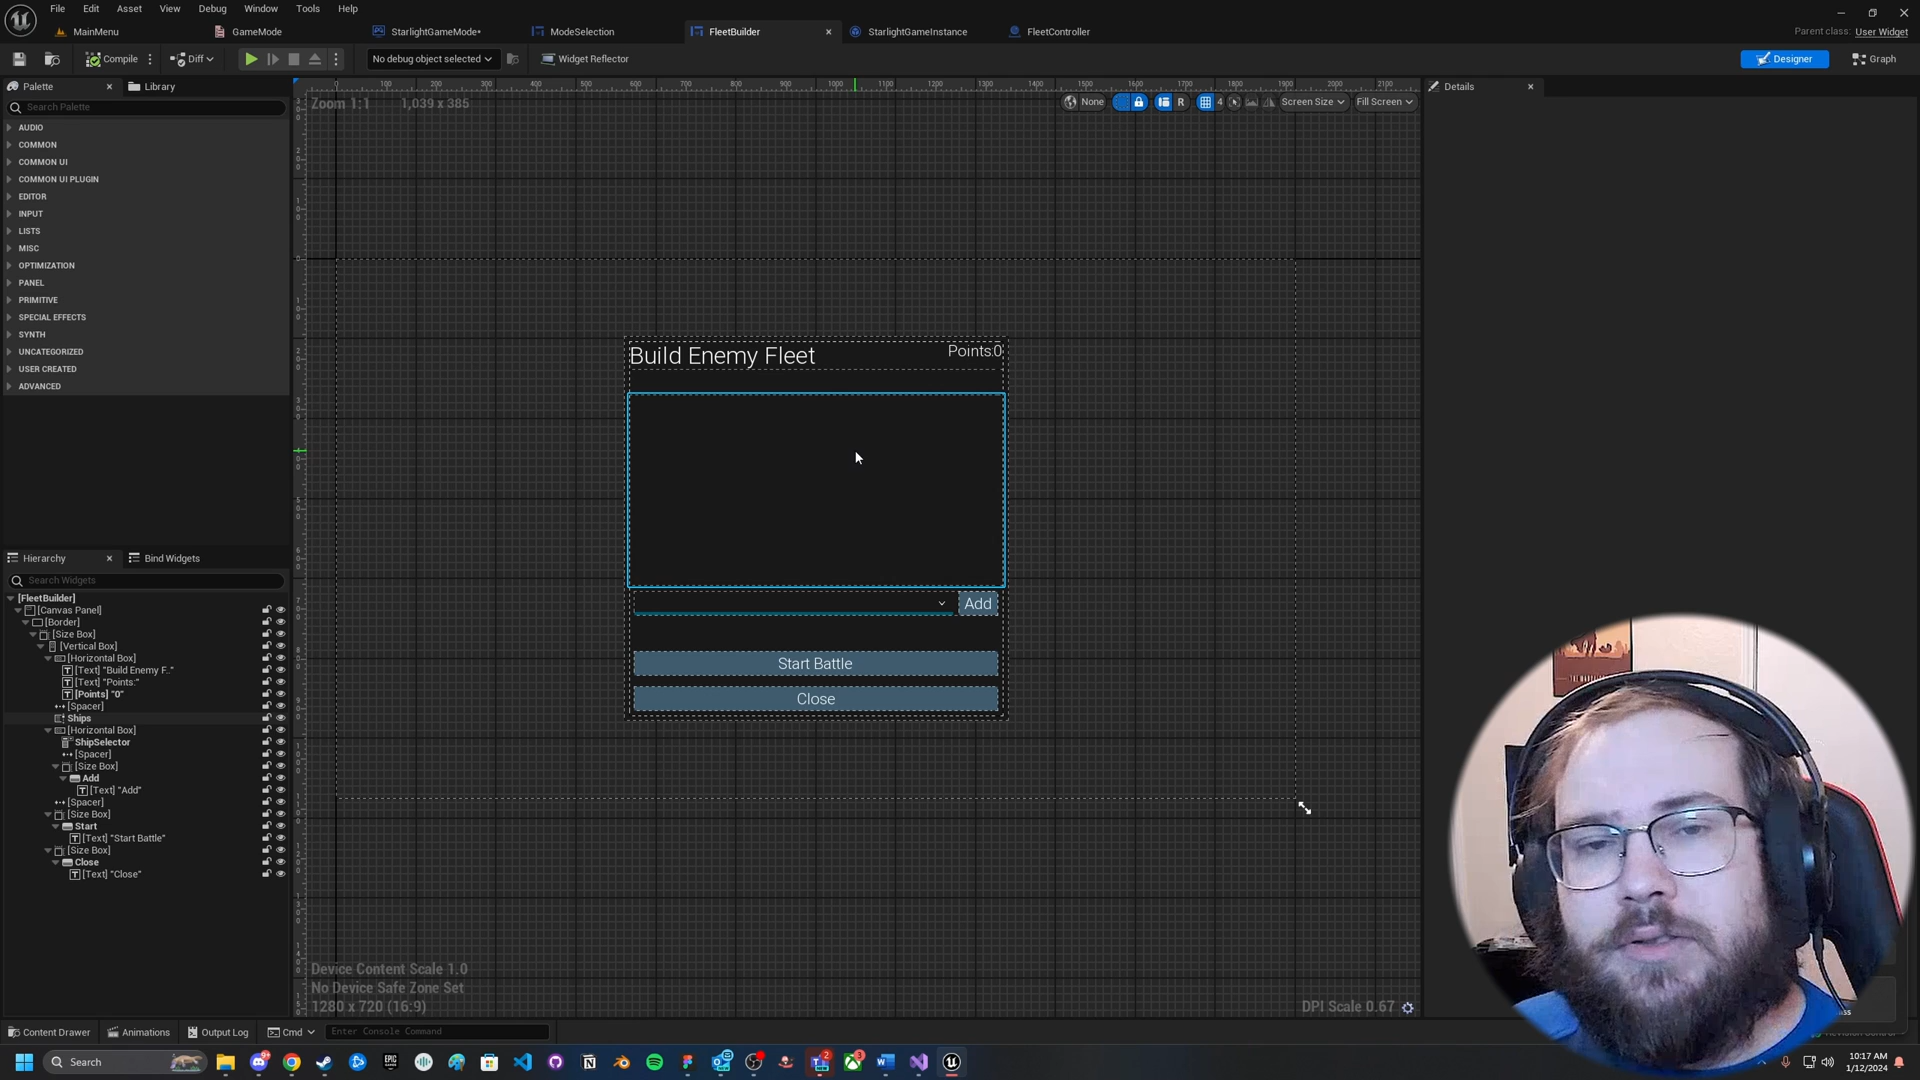 File Edit Asset View Debug Window Tools Help
MainMenu GameMode StarlightGameMode* ModeSelection FleetBuilder StarlightGameInstance FleetController Parent class: User Widget
Compile Diff No debug object selected Widget Reflector Designer Graph
Palette Library Details
Search Palette
Zoom 1:1 1,039 x 385 None R 4 Screen Size Fill Screen
AUDIO
COMMON
COMMON UI
COMMON UI PLUGIN
EDITOR
INPUT
LISTS
MISC
OPTIMIZATION
PANEL
PRIMITIVE
SPECIAL EFFECTS
SYNTH
UNCATEGORIZED
USER CREATED
ADVANCED
Build Enemy Fleet Points:0
Add
Start Battle
Close
Hierarchy Bind Widgets
Search Widgets
[FleetBuilder]
[Canvas Panel]
[Border]
[Size Box]
[Vertical Box]
[Horizontal Box]
[Text] "Build Enemy F.."
[Text] "Points:"
[Points] "0"
[Spacer]
Ships
[Horizontal Box]
ShipSelector
[Spacer]
[Size Box]
Add
[Text] "Add"
[Spacer]
[Size Box]
Start
[Text] "Start Battle"
[Size Box]
Close
[Text] "Close"
Device Content Scale 1.0
No Device Safe Zone Set
1280 x 720 (16:9) DPI Scale 0.67
Content Drawer Animations Output Log Cmd Enter Console Command
Search 10:17 AM
1/12/2024